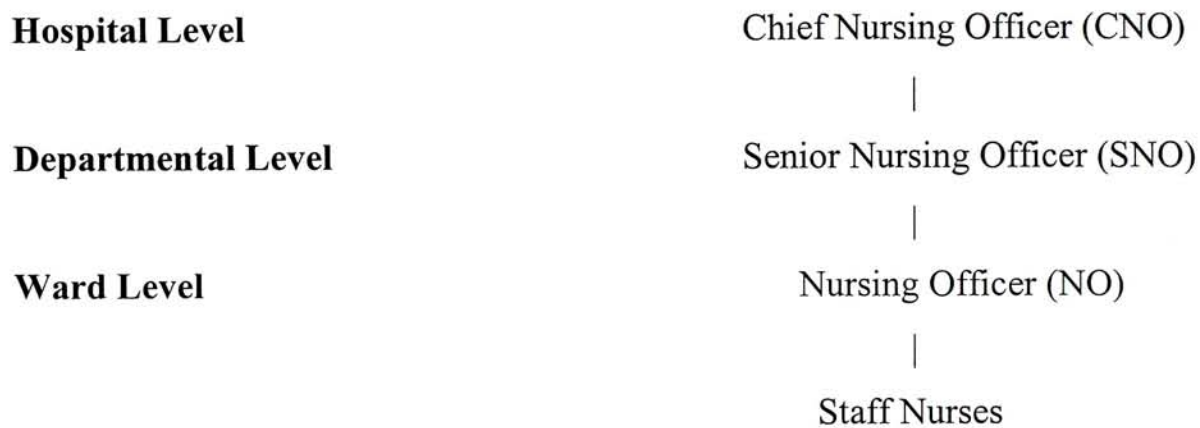 Hospital Level Chief Nursing Officer (CNO)
|
Departmental Level Senior Nursing Officer (SNO)
|
Ward Level Nursing Officer (NO)
|
Staff Nurses